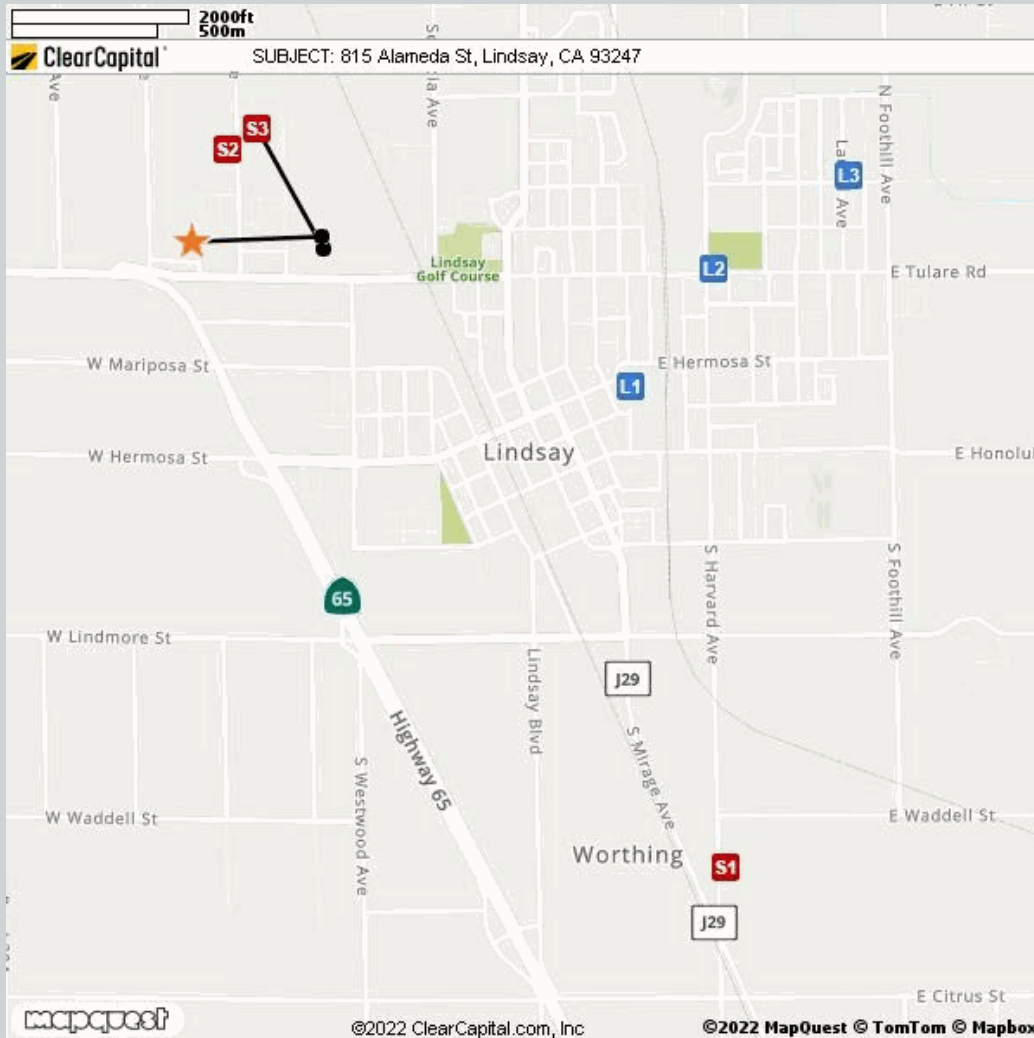 2000ft
500m
ClearCapital
SUBJECT: 815 Alameda St, Lindsay, CA 93247
Ave
N Foothill Ave
S3
S2
L3
Lindsay
Golf Course
L2
E Tulare Rd
W Mariposa St
E Hermosa St
L1
Lindsay
W Hermosa St
E Honolu
65
S Harvard Ave
S Foothill Ave
W Lindmore St
J29
Lindsay Blvd
Highway 65
S Mirage Ave
S Westwood Ave
W Waddell St
E Waddell St
Worthing
S1
J29
E Citrus St
mapquest
©2022 ClearCapital.com, Inc
©2022 MapQuest © TomTom © Mapbox